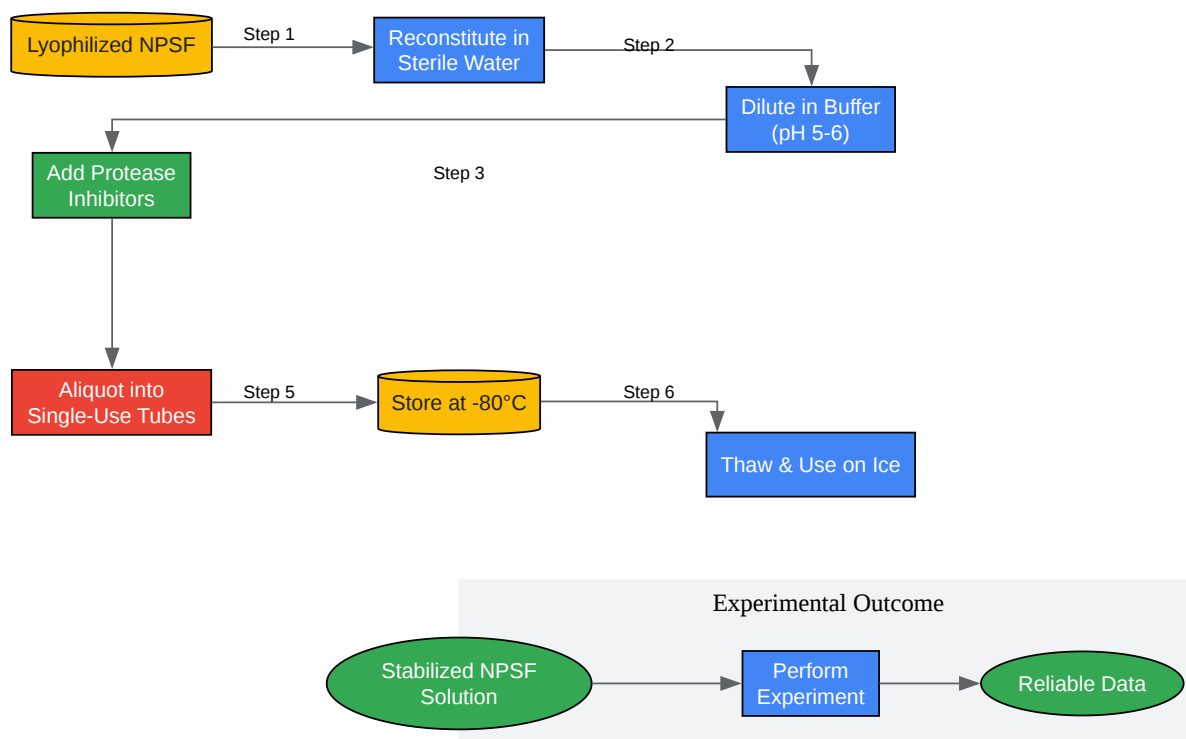 Lyophilized NPSF
Step 1
Reconstitute in
Sterile Water
Step 2
Dilute in Buffer
(pH 5-6)
Step 3
Add Protease
Inhibitors
Aliquot into
Single-Use Tubes
Step 5
Store at -80°C
Step 6
Thaw & Use on Ice
Experimental Outcome
Stabilized NPSF
Solution
Perform
Experiment
Reliable Data